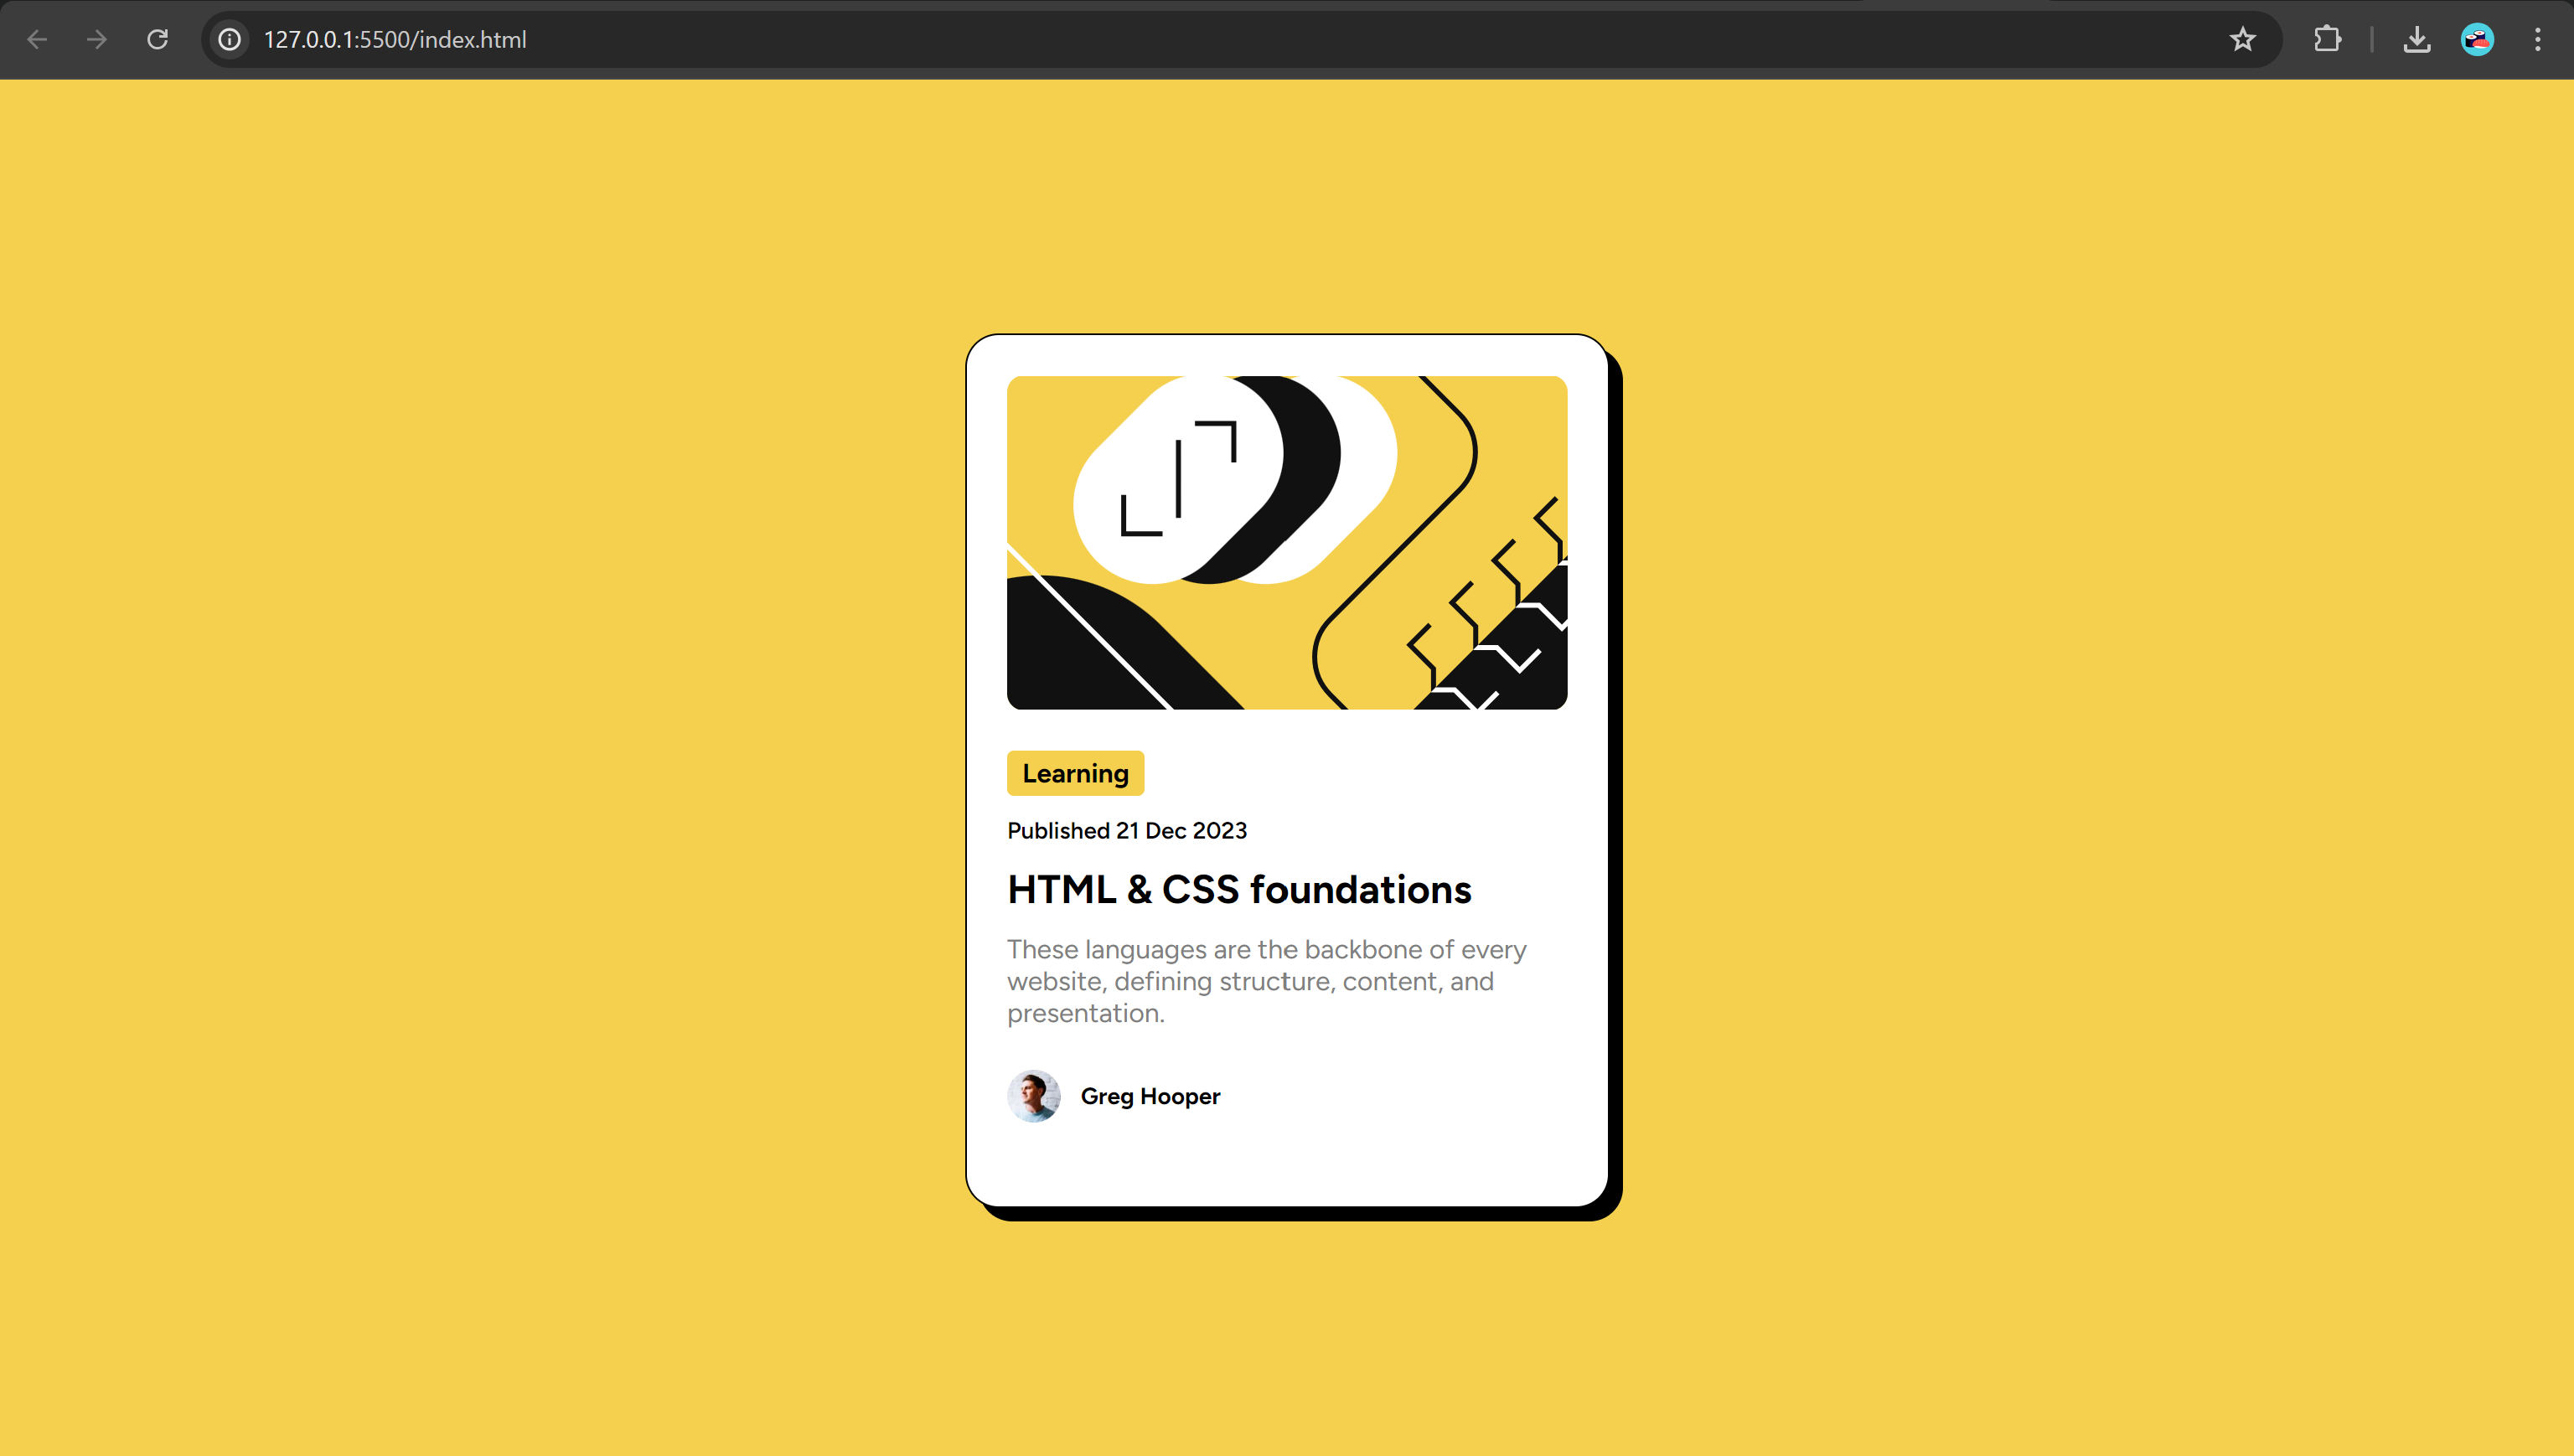 127.0.0.1:5500/index.html
Learning
Published 21 Dec 2023
HTML & CSS foundations
These languages are the backbone of every
website, defining structure, content, and
presentation.
Greg Hooper